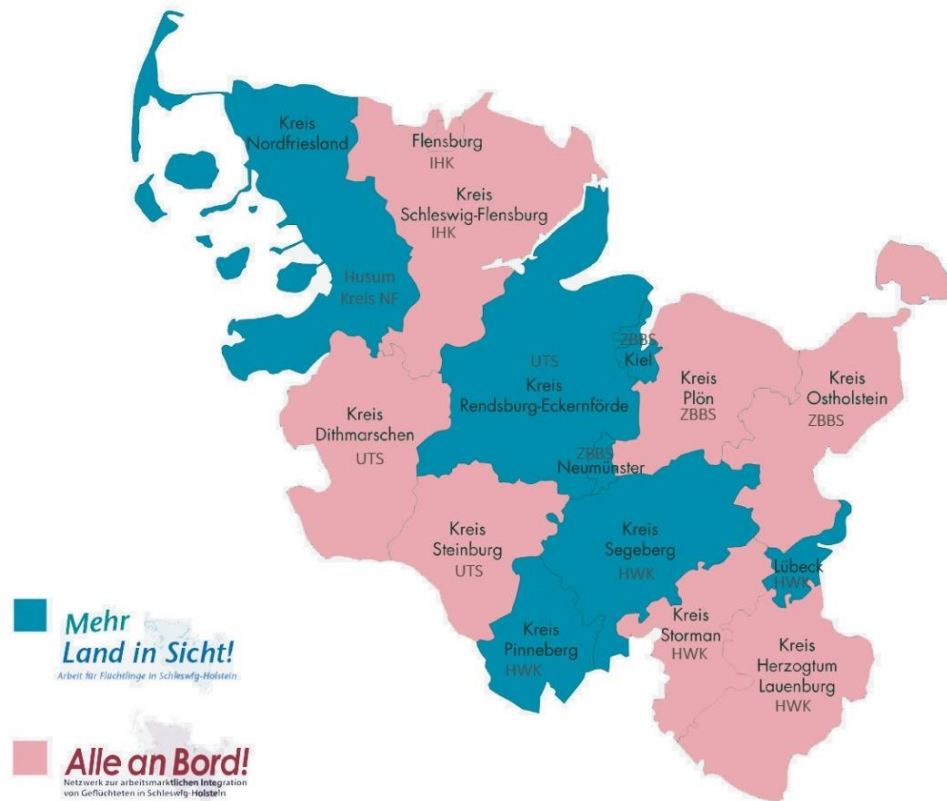 Kreis
Nordfriesland
Flensburg
IHK
Kreis
Schleswig-Flensburg
IHK
Husum
Kreis NF
UTS
Kreis
Rendsburg-Eckernförde
ZBBS
Kiel
Kreis
Plön
ZBBS
Kreis
Ostholstein
ZBBS
Kreis
Dithmarschen
UTS
ZBBS
Neumünster
Kreis
Steinburg
UTS
Kreis
Segeberg
HWK
Lübeck
HWK
Kreis
Pinneberg
HWK
Kreis
Storman
HWK
Kreis
Herzogtum
Lauenburg
HWK
Mehr
Land in Sicht!
Arbeit für Flüchtlinge in Schleswig-Holstein
Alle an Bord!
Netzwerk zur arbeitsmarktlichen Integration
von Geflüchteten in Schleswig-Holstein